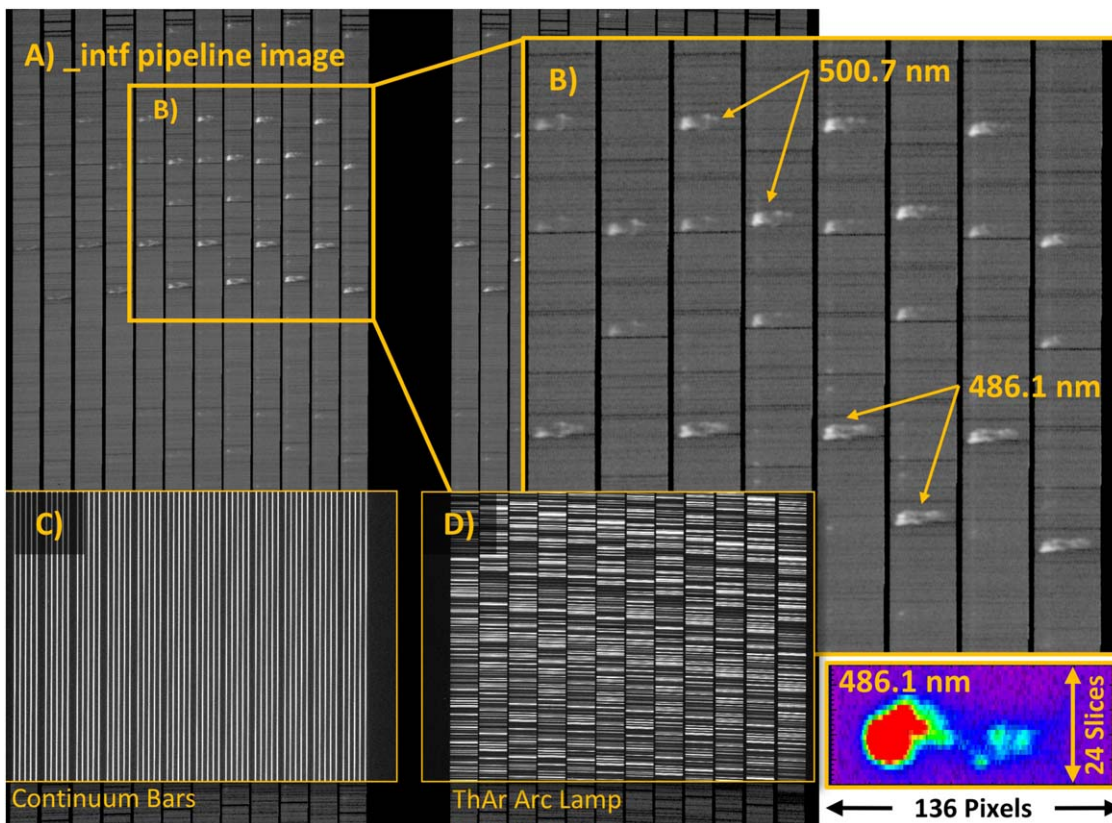 A) _intf pipeline image
B)
B)
500.7 nm
486.1 nm
C)
D)
Continuum Bars
ThAr Arc Lamp
486.1 nm
24 Slices
136 Pixels